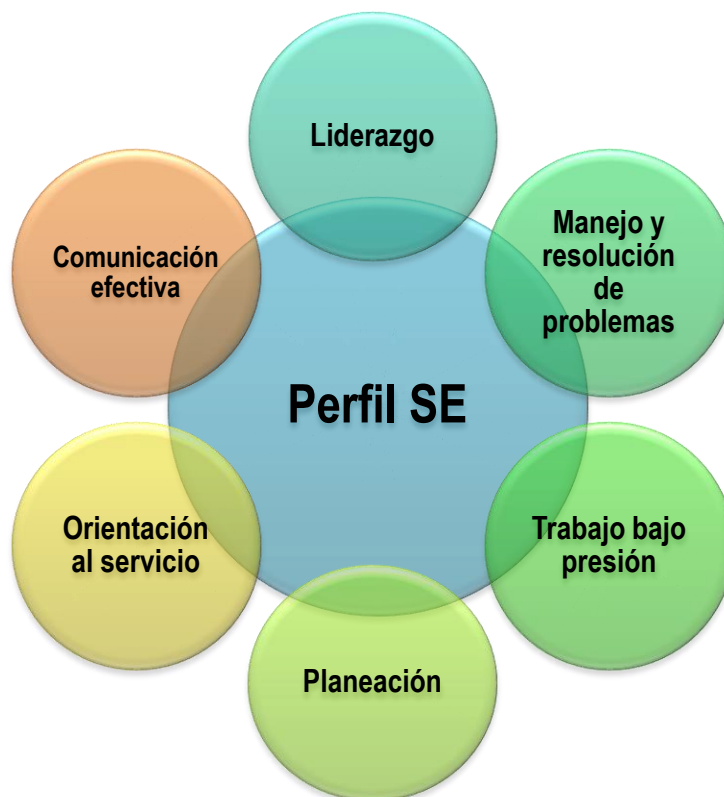 Liderazgo
Manejo y
resolución
de
problemas
Trabajo bajo
presión
Planeación
Orientación
al servicio
Comunicación
efectiva
Perfil SE